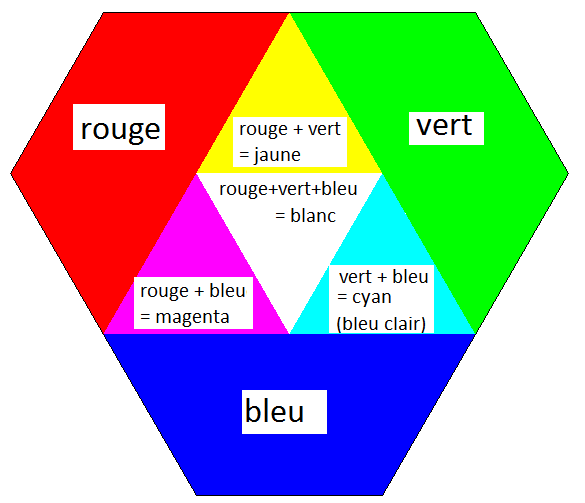 rouge
vert
rouge + vert
= jaune
rouge+vert+bleu
= blanc
rouge + bleu
= magenta
vert + bleu
= cyan
(bleu clair)
bleu